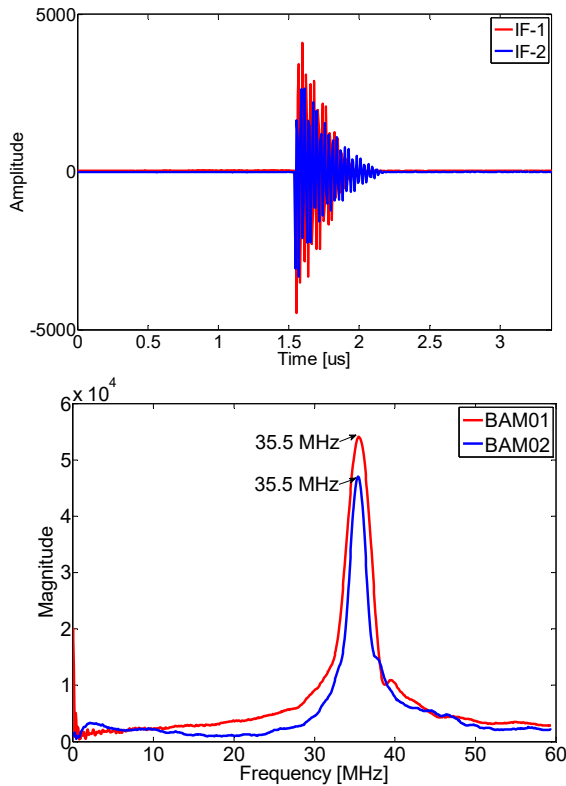 5000
IF-1
IF-2
Amplitude
0
-5000
0
0.5
1
1.5
2
2.5
3
Time [us]
x 10^4
6
BAM01
BAM02
35.5 MHz
5
35.5 MHz
4
Magnitude
3
2
1
0
0
10
20
30
40
50
60
Frequency [MHz]